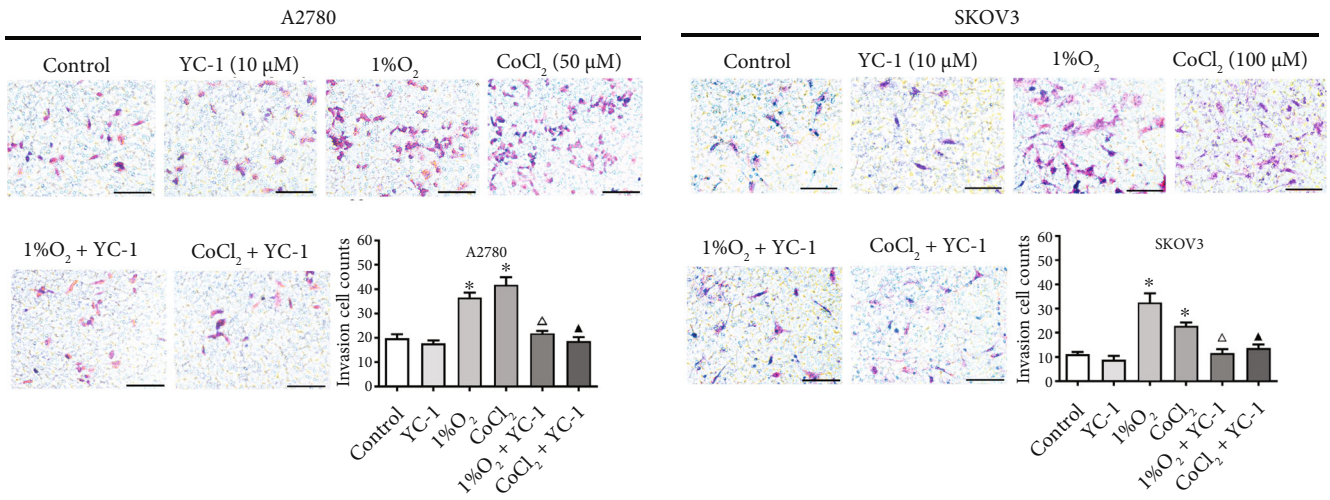 A2780
Control
YC-1 (10 μM)
1%O₂
CoCl₂ (50 μM)
1%O₂ + YC-1
CoCl₂ + YC-1
Invasion cell counts
60
50
40
30
20
10
0
A2780
*
*
△
▲
Control
YC-1
1%O₂
CoCl₂
1%O₂ + YC-1
CoCl₂ + YC-1
SKOV3
Control
YC-1 (10 μM)
1%O₂
CoCl₂ (100 μM)
1%O₂ + YC-1
CoCl₂ + YC-1
Invasion cell counts
60
50
40
30
20
10
0
SKOV3
*
*
△
▲
Control
YC-1
1%O₂
CoCl₂
1%O₂ + YC-1
CoCl₂ + YC-1